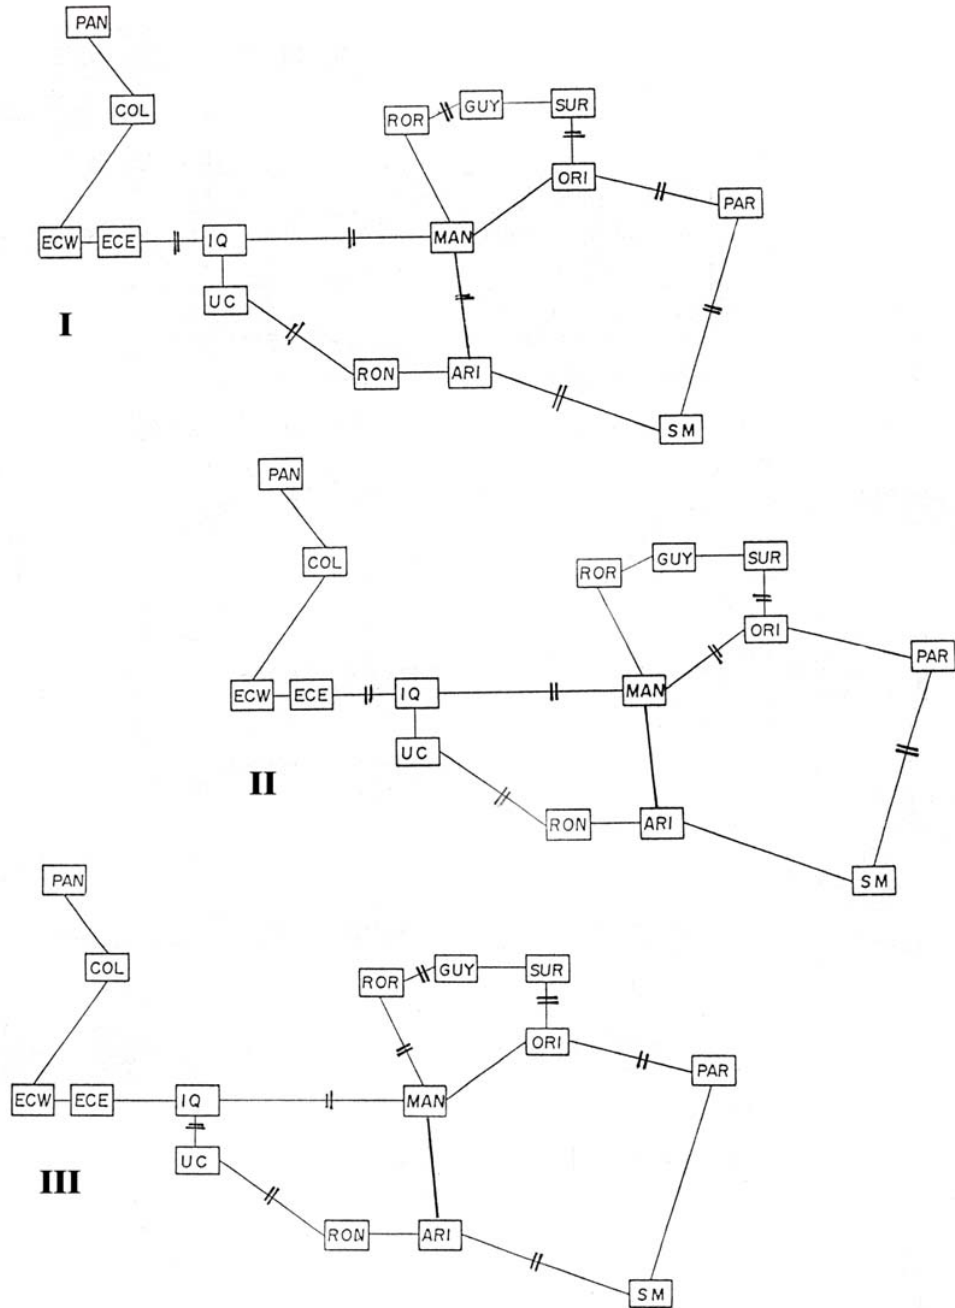 PAN
COL
ROR
GUY
SUR
ORI
PAR
ECW
ECE
IQ
MAN
UC
I
RON
ARI
SM
PAN
COL
ROR
GUY
SUR
ORI
PAR
ECW
ECE
IQ
MAN
UC
II
RON
ARI
SM
PAN
COL
ROR
GUY
SUR
ORI
PAR
ECW
ECE
IQ
MAN
UC
III
RON
ARI
SM